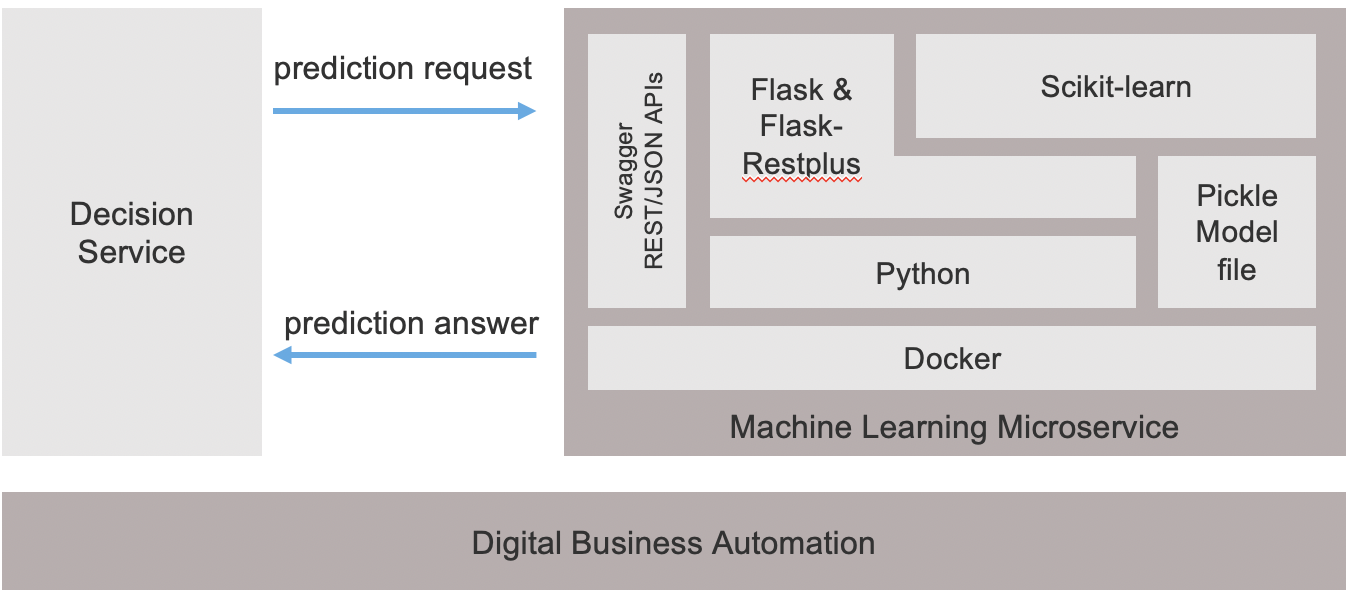 Decision
Service
prediction request
prediction answer
Swagger
REST/JSON APIs
Flask &
Flask-
Restplus
Scikit-learn
Pickle
Model
file
Python
Docker
Machine Learning Microservice
Digital Business Automation